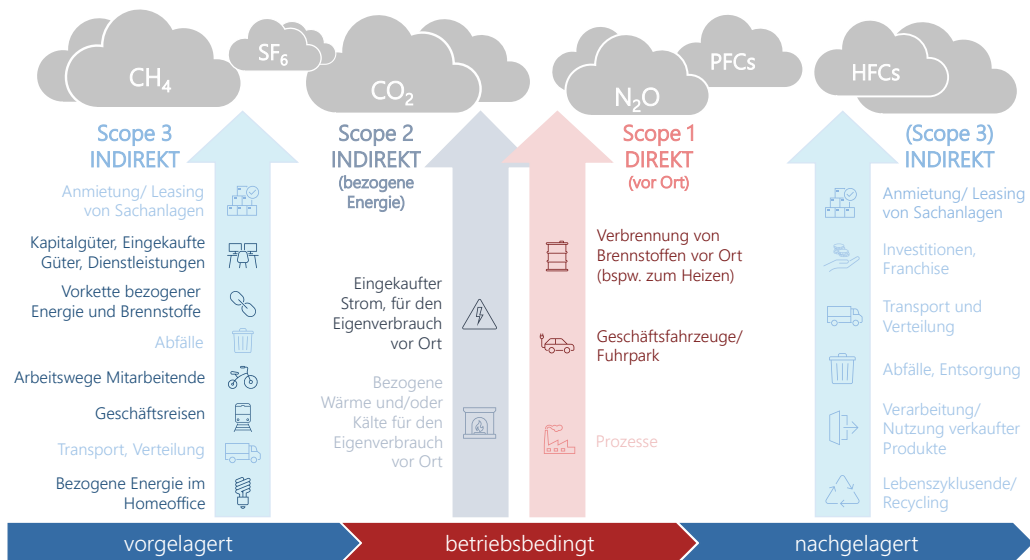 CH₄
SF₆
CO₂
N₂O
PFCs
HFCs
Scope 3
INDIREKT
Anmietung/ Leasing
von Sachanlagen
Kapitalgüter, Eingekaufte
Güter, Dienstleistungen
Vorkette bezogener
Energie und Brennstoffe
Abfälle
Arbeitswege Mitarbeitende
Geschäftsreisen
Transport, Verteilung
Bezogene Energie im
Homeoffice
Scope 2
INDIREKT
(bezogene
Energie)
Eingekaufter
Strom, für den
Eigenverbrauch
vor Ort
Bezogene
Wärme und/oder
Kälte für den
Eigenverbrauch
vor Ort
Scope 1
DIREKT
(vor Ort)
Verbrennung von
Brennstoffen vor Ort
(bspw. zum Heizen)
Geschäftsfahrzeuge/
Fuhrpark
Prozesse
(Scope 3)
INDIREKT
Anmietung/ Leasing
von Sachanlagen
Investitionen,
Franchise
Transport und
Verteilung
Abfälle, Entsorgung
Verarbeitung/
Nutzung verkaufter
Produkte
Lebenszyklusende/
Recycling
vorgelagert
betriebsbedingt
nachgelagert